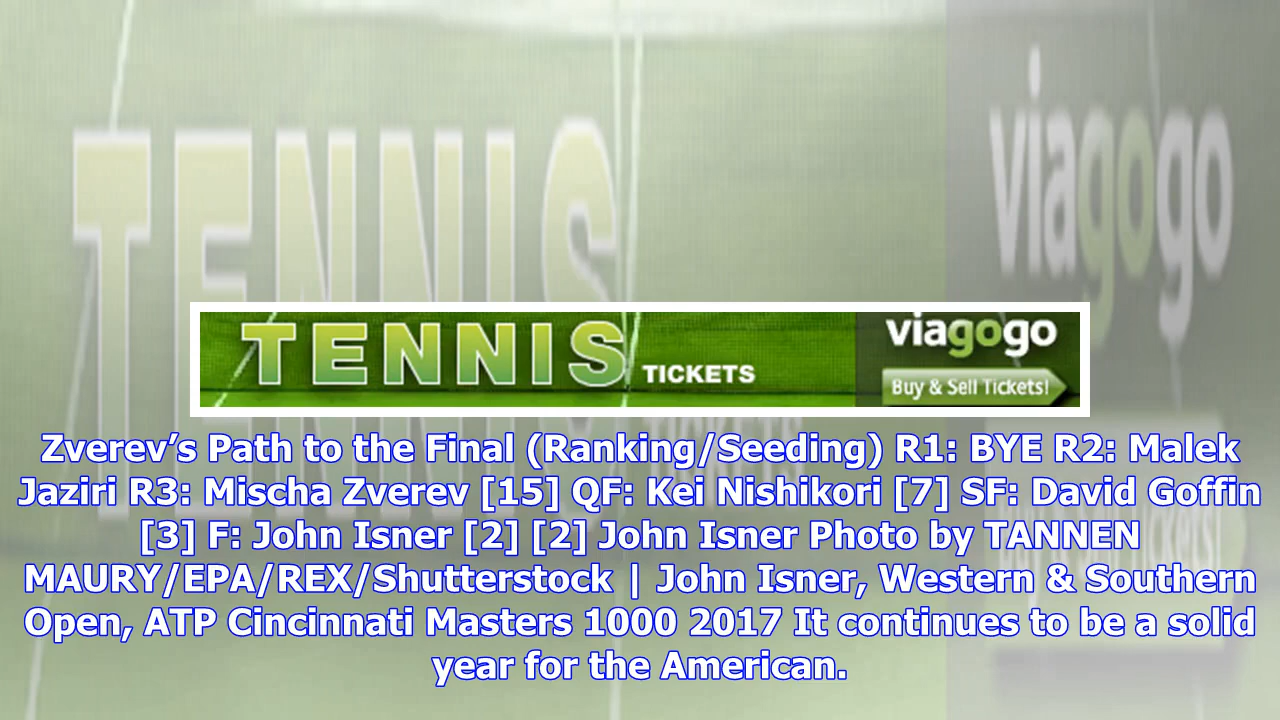 TENNIS
viagogo
TENNIS TICKETS
viagogo
Buy & Sell Tickets!
Zverev’s Path to the Final (Ranking/Seeding) R1: BYE R2: Malek
Jaziri R3: Mischa Zverev [15] QF: Kei Nishikori [7] SF: David Goffin
[3] F: John Isner [2] [2] John Isner Photo by TANNEN
MAURY/EPA/REX/Shutterstock | John Isner, Western & Southern
Open, ATP Cincinnati Masters 1000 2017 It continues to be a solid
year for the American.